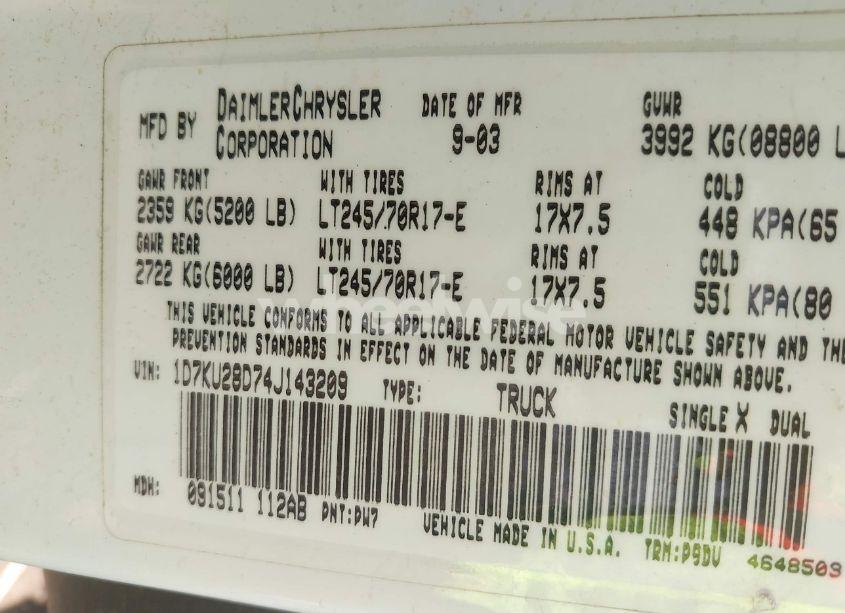 MFD BY DAIMLERCHRYSLER CORPORATION DATE OF MFR 9-03 GVWR 3992 KG(08800 L
GAWR FRONT WITH TIRES RIMS AT COLD
2359 KG(5200 LB) LT245/70R17-E 17X7.5 448 KPA(65
GAWR REAR WITH TIRES RIMS AT COLD
2722 KG(6000 LB) LT245/70R17-E 17X7.5 551 KPA(80
THIS VEHICLE CONFORMS TO ALL APPLICABLE FEDERAL MOTOR VEHICLE SAFETY AND THE
PREVENTION STANDARDS IN EFFECT ON THE DATE OF MANUFACTURE SHOWN ABOVE.
VIN: 1D7KU28D74J143209 TYPE: TRUCK SINGLE X DUAL
MDH: 091511 112AB PNT:PW7 VEHICLE MADE IN U.S.A. TRM:P9DV 4648509
wheelwise